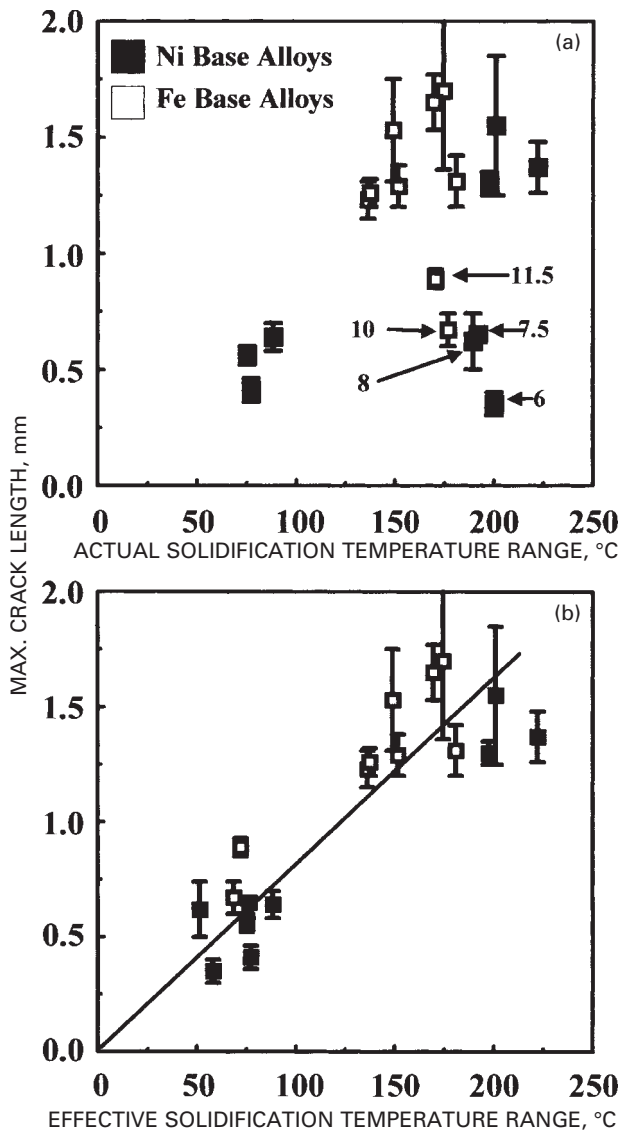 2.0
(a)
Ni Base Alloys
Fe Base Alloys
1.5
1.0
11.5
10
7.5
8
0.5
6
0.0
0 50 100 150 200 250
ACTUAL SOLIDIFICATION TEMPERATURE RANGE, °C
MAX. CRACK LENGTH, mm
2.0
(b)
1.5
1.0
0.5
0.0
0 50 100 150 200 250
EFFECTIVE SOLIDIFICATION TEMPERATURE RANGE, °C